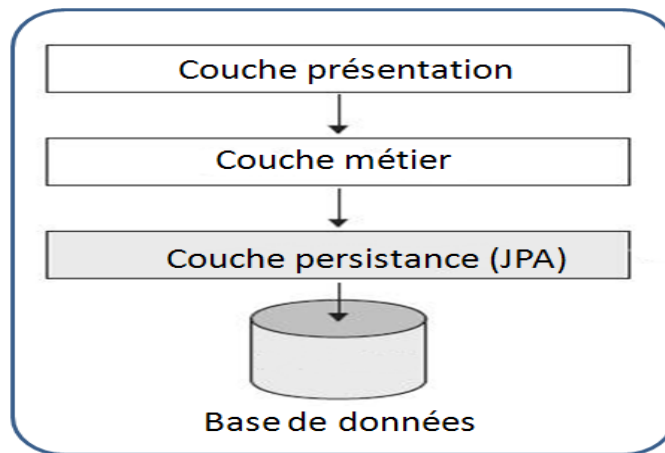 Couche présentation
Couche métier
Couche persistance (JPA)
Base de données